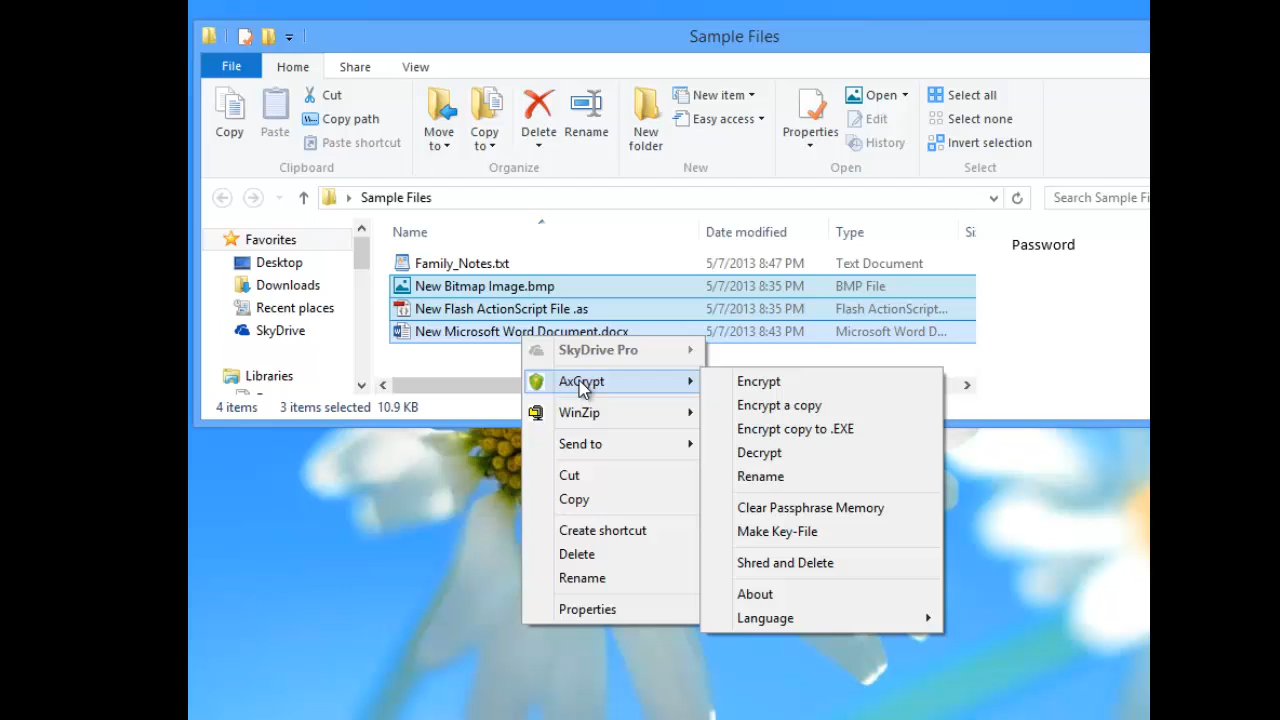 Sample Files
File Home Share View
Copy
Paste
Cut
Copy path
Paste shortcut
Clipboard
Move to
Copy to
Delete
Rename
Organize
New folder
New item
Easy access
New
Properties
Open
Edit
History
Open
Select all
Select none
Invert selection
Select
Sample Files
Search Sample Fi
Favorites
Desktop
Downloads
Recent places
SkyDrive
Libraries
Name Date modified Type Si
Family_Notes.txt 5/7/2013 8:47 PM Text Document
New Bitmap Image.bmp 5/7/2013 8:35 PM BMP File
New Flash ActionScript File .as 5/7/2013 8:35 PM Flash ActionScript...
New Microsoft Word Document.docx 5/7/2013 8:43 PM Microsoft Word D...
Password
4 items 3 items selected 10.9 KB
SkyDrive Pro
AxCrypt
WinZip
Send to
Cut
Copy
Create shortcut
Delete
Rename
Properties
Encrypt
Encrypt a copy
Encrypt copy to .EXE
Decrypt
Rename
Clear Passphrase Memory
Make Key-File
Shred and Delete
About
Language